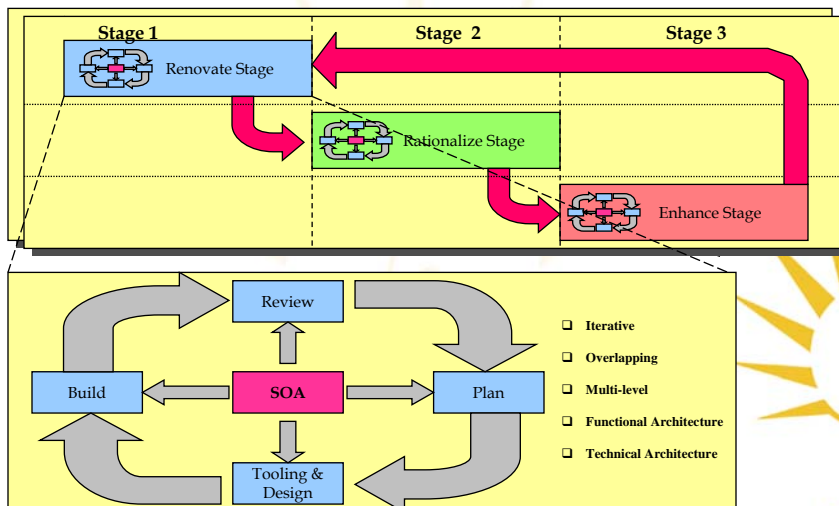 Stage 1
Stage 2
Stage 3
Renovate Stage
Rationalize Stage
Enhance Stage
Review
Build
SOA
Plan
Tooling &
Design
❑ Iterative
❑ Overlapping
❑ Multi-level
❑ Functional Architecture
❑ Technical Architecture